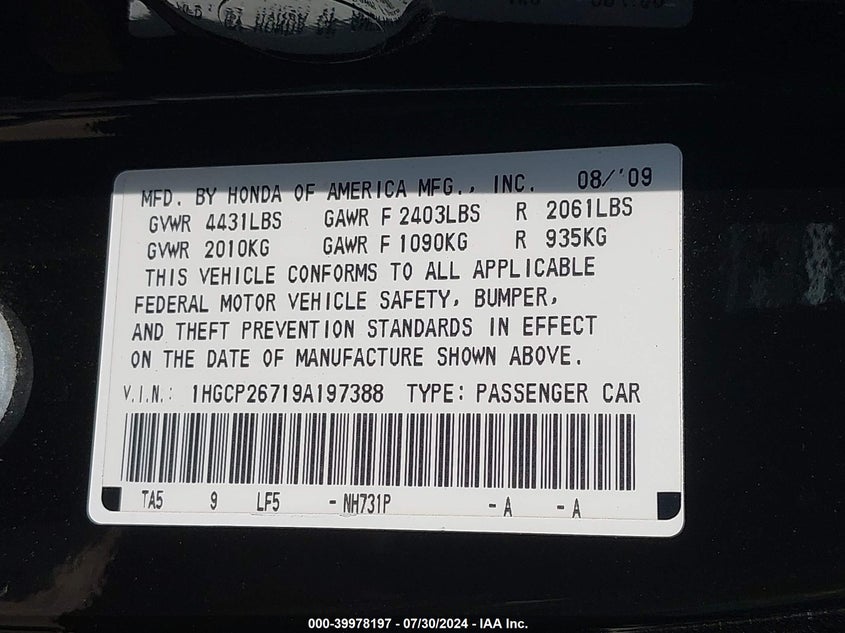 MFD. BY HONDA OF AMERICA MFG., INC. 08/'09
GVWR 4431LBS GAWR F 2403LBS R 2061LBS
GVWR 2010KG GAWR F 1090KG R 935KG
THIS VEHICLE CONFORMS TO ALL APPLICABLE
FEDERAL MOTOR VEHICLE SAFETY, BUMPER,
AND THEFT PREVENTION STANDARDS IN EFFECT
ON THE DATE OF MANUFACTURE SHOWN ABOVE.
V.I.N.: 1HGCP26719A197388 TYPE: PASSENGER CAR
TA5 9 LF5 - NH731P - A - A
000-39978197 - 07/30/2024 - IAA Inc.